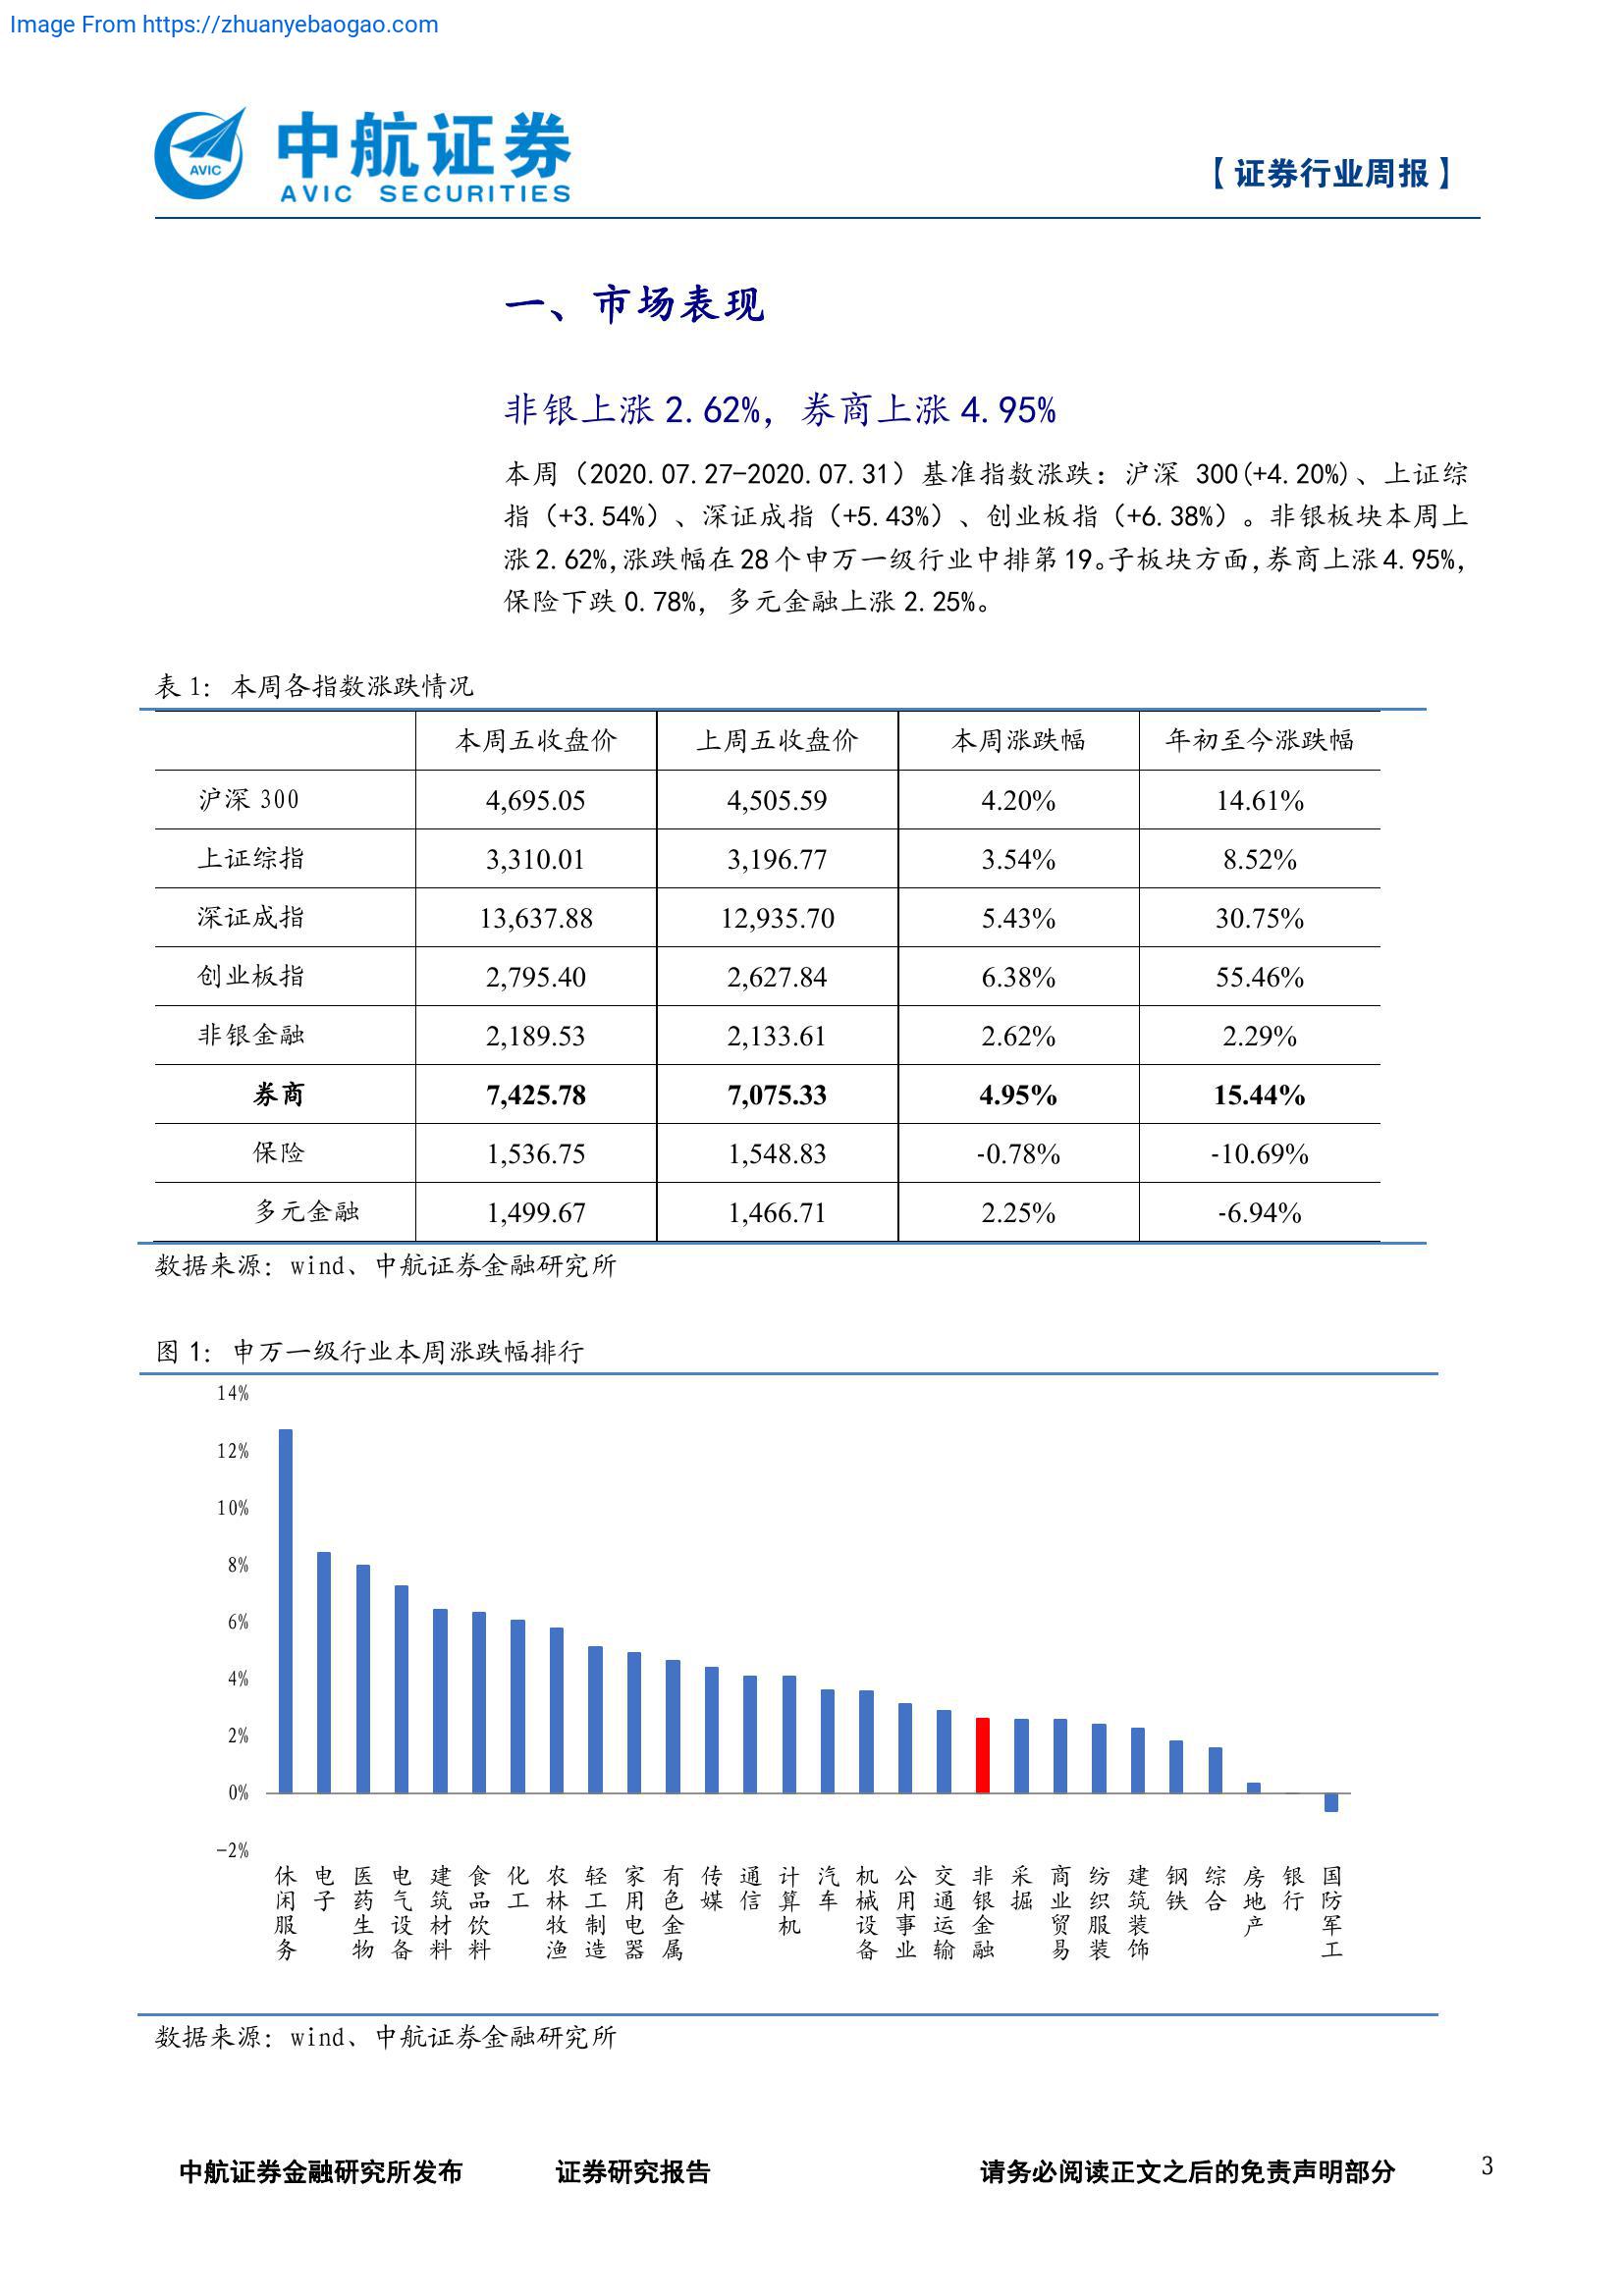 Image From https://zhuanyebaogao.com
AVIC
中航证券
AVIC SECURITIES
【证券行业周报】
一、市场表现
非银上涨 2.62%，券商上涨 4.95%
本周（2020.07.27-2020.07.31）基准指数涨跌：沪深 300(+4.20%)、上证综
指（+3.54%）、深证成指（+5.43%）、创业板指（+6.38%）。非银板块本周上
涨 2.62%,涨跌幅在 28 个申万一级行业中排第 19。子板块方面,券商上涨 4.95%,
保险下跌 0.78%，多元金融上涨 2.25%。
表 1：本周各指数涨跌情况
本周五收盘价 上周五收盘价 本周涨跌幅 年初至今涨跌幅
沪深 300 4,695.05 4,505.59 4.20% 14.61%
上证综指 3,310.01 3,196.77 3.54% 8.52%
深证成指 13,637.88 12,935.70 5.43% 30.75%
创业板指 2,795.40 2,627.84 6.38% 55.46%
非银金融 2,189.53 2,133.61 2.62% 2.29%
券商 7,425.78 7,075.33 4.95% 15.44%
保险 1,536.75 1,548.83 -0.78% -10.69%
多元金融 1,499.67 1,466.71 2.25% -6.94%
数据来源：wind、中航证券金融研究所
图 1：申万一级行业本周涨跌幅排行
14%
12%
10%
8%
6%
4%
2%
0%
-2%
休闲服务
电子
医药生物
电气设备
建筑材料
食品饮料
化工
农林牧渔
轻工制造
家用电器
有色金属
传媒
通信
计算机
汽车
机械设备
公用事业
交通运输
非银金融
采掘
商业贸易
纺织服装
建筑装饰
钢铁
综合
房地产
银行
国防军工
数据来源：wind、中航证券金融研究所
中航证券金融研究所发布 证券研究报告 请务必阅读正文之后的免责声明部分 3